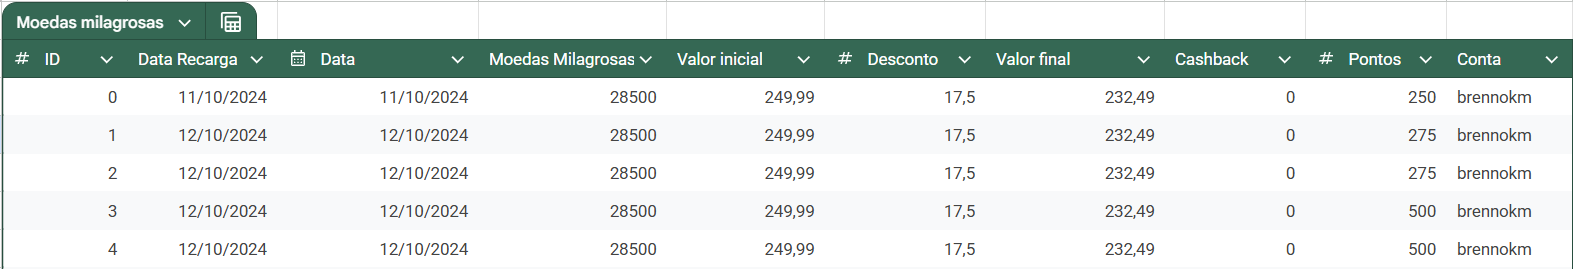 Moedas milagrosas
# ID Data Recarga Data Moedas Milagrosas Valor inicial # Desconto Valor final Cashback # Pontos Conta
0 11/10/2024 11/10/2024 28500 249,99 17,5 232,49 0 250 brennokm
1 12/10/2024 12/10/2024 28500 249,99 17,5 232,49 0 275 brennokm
2 12/10/2024 12/10/2024 28500 249,99 17,5 232,49 0 275 brennokm
3 12/10/2024 12/10/2024 28500 249,99 17,5 232,49 0 500 brennokm
4 12/10/2024 12/10/2024 28500 249,99 17,5 232,49 0 500 brennokm